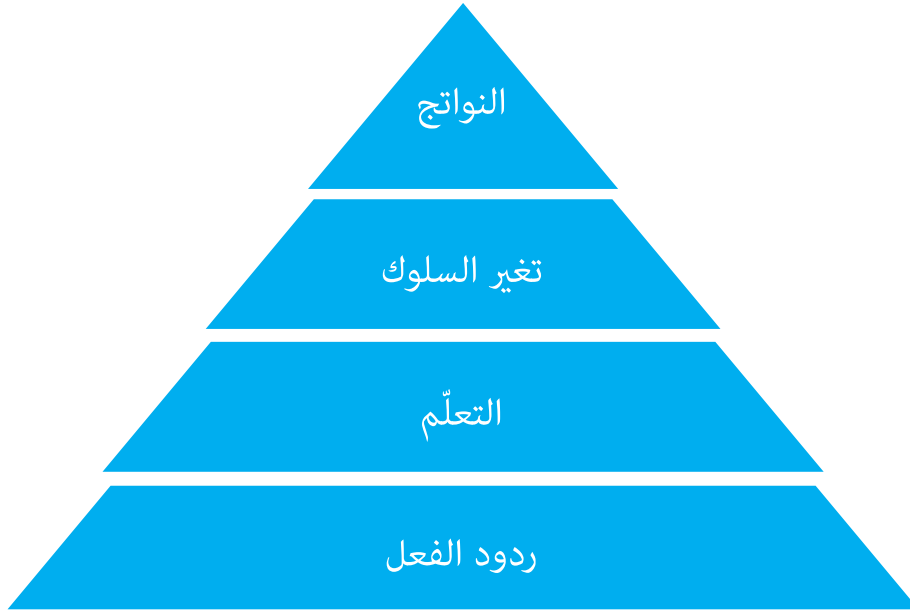 النواتج
تغير السلوك
التعلّم
ردود الفعل